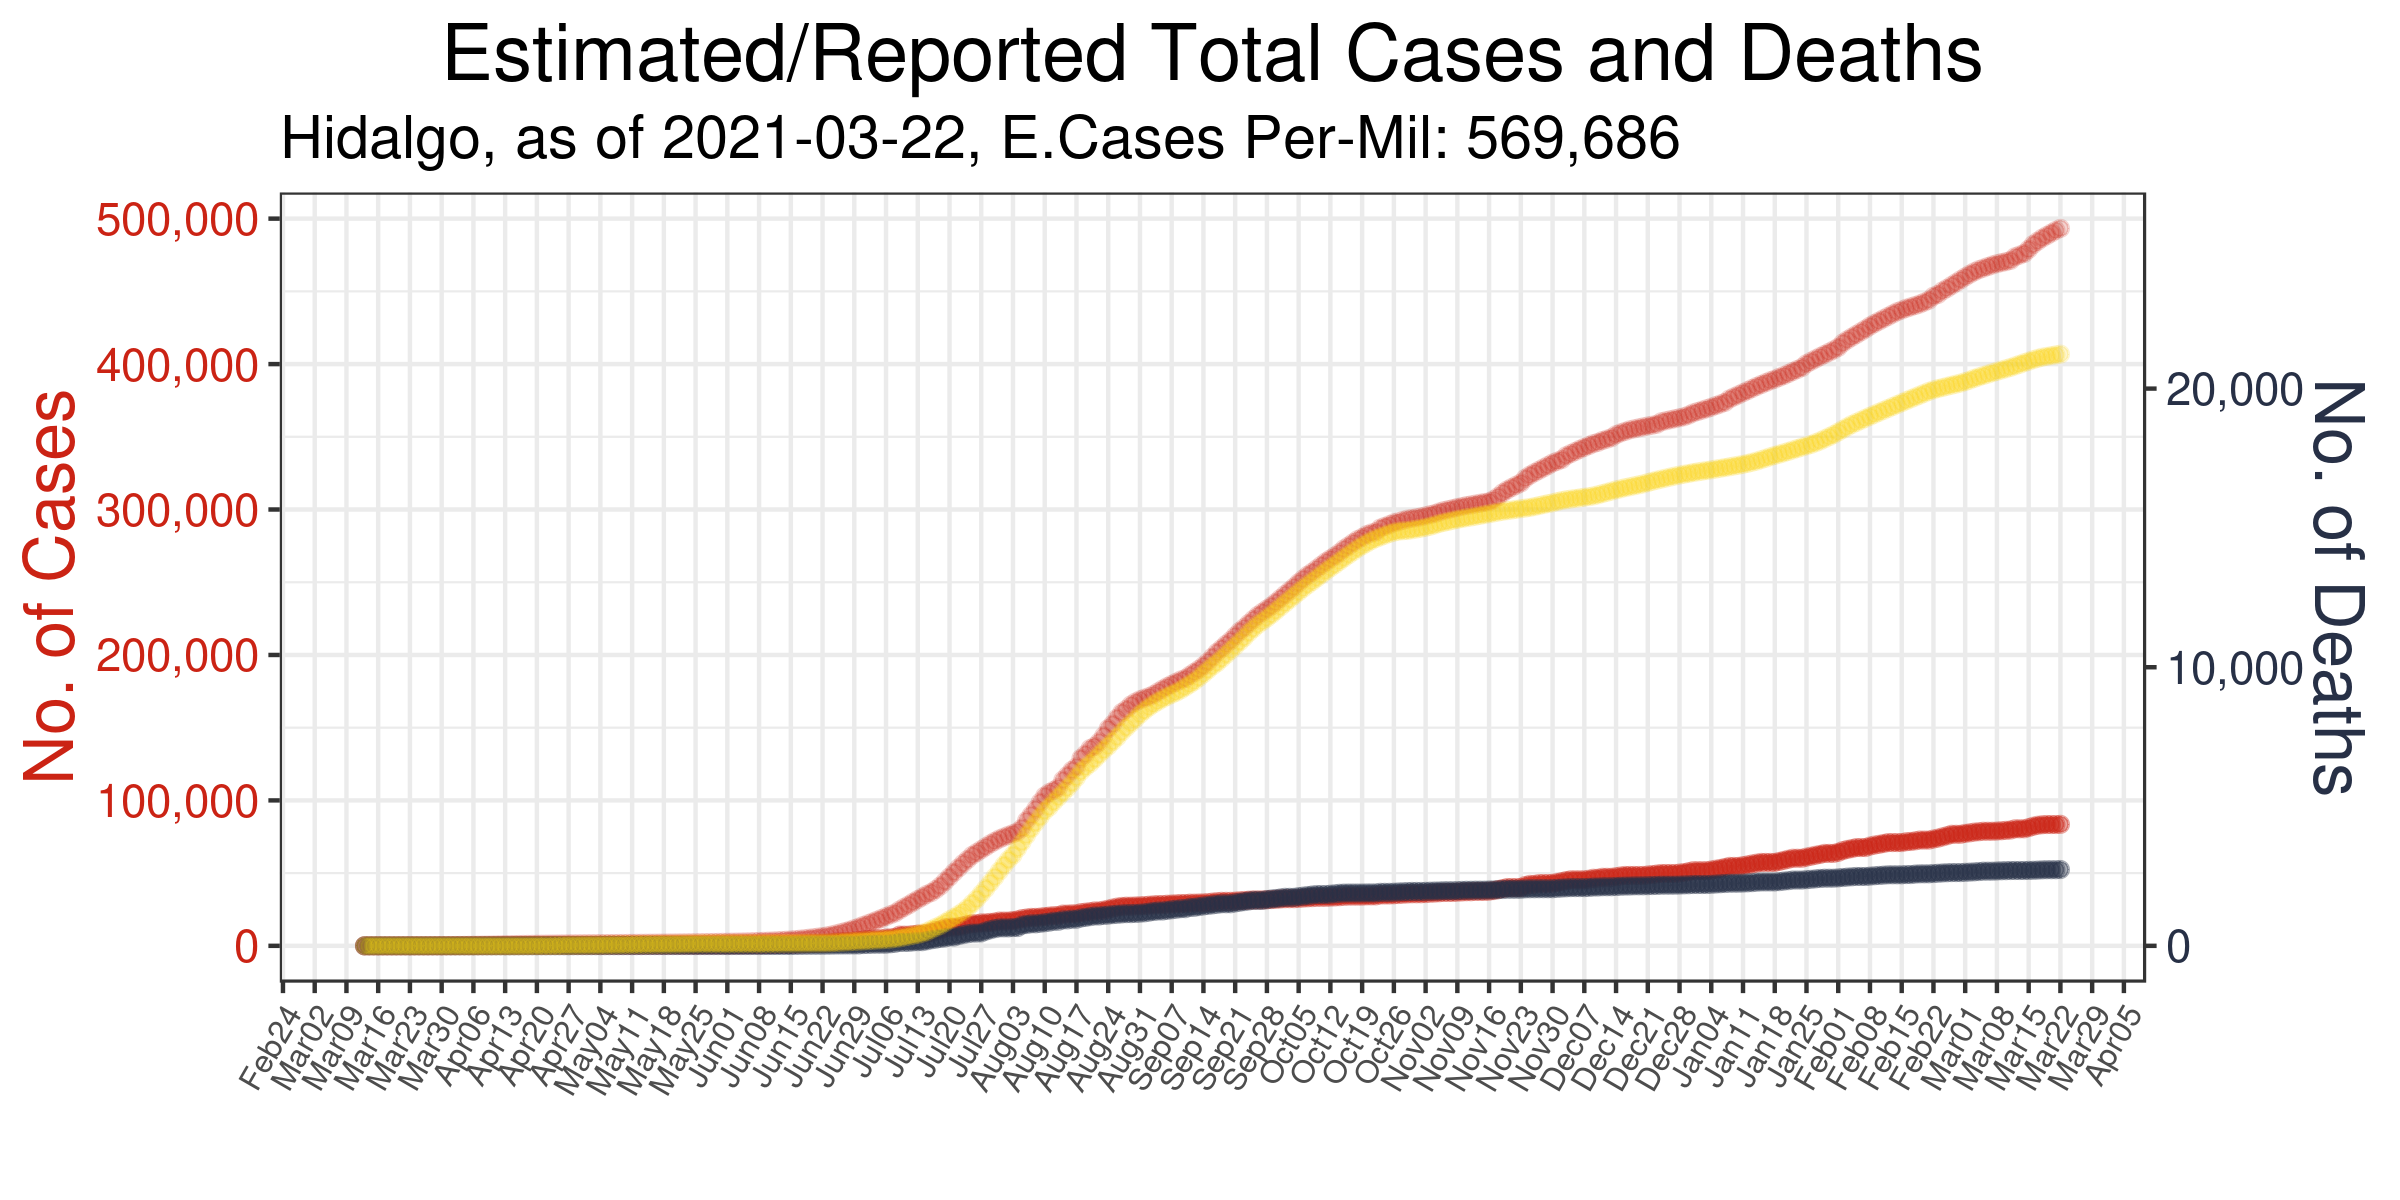 Estimated/Reported Total Cases and Deaths
Hidalgo, as of 2021-03-22, E.Cases Per-Mil: 569,686
No. of Cases
500,000
400,000
300,000
200,000
100,000
0
20,000
10,000
0
No. of Deaths
Feb24
Mar02
Mar09
Mar16
Mar23
Mar30
Apr06
Apr13
Apr20
Apr27
May04
May11
May18
May25
Jun01
Jun08
Jun15
Jun22
Jun29
Jul06
Jul13
Jul20
Jul27
Aug03
Aug10
Aug17
Aug24
Aug31
Sep07
Sep14
Sep21
Sep28
Oct05
Oct12
Oct19
Oct26
Nov02
Nov09
Nov16
Nov23
Nov30
Dec07
Dec14
Dec21
Dec28
Jan04
Jan11
Jan18
Jan25
Feb01
Feb08
Feb15
Feb22
Mar01
Mar08
Mar15
Mar22
Mar29
Apr05